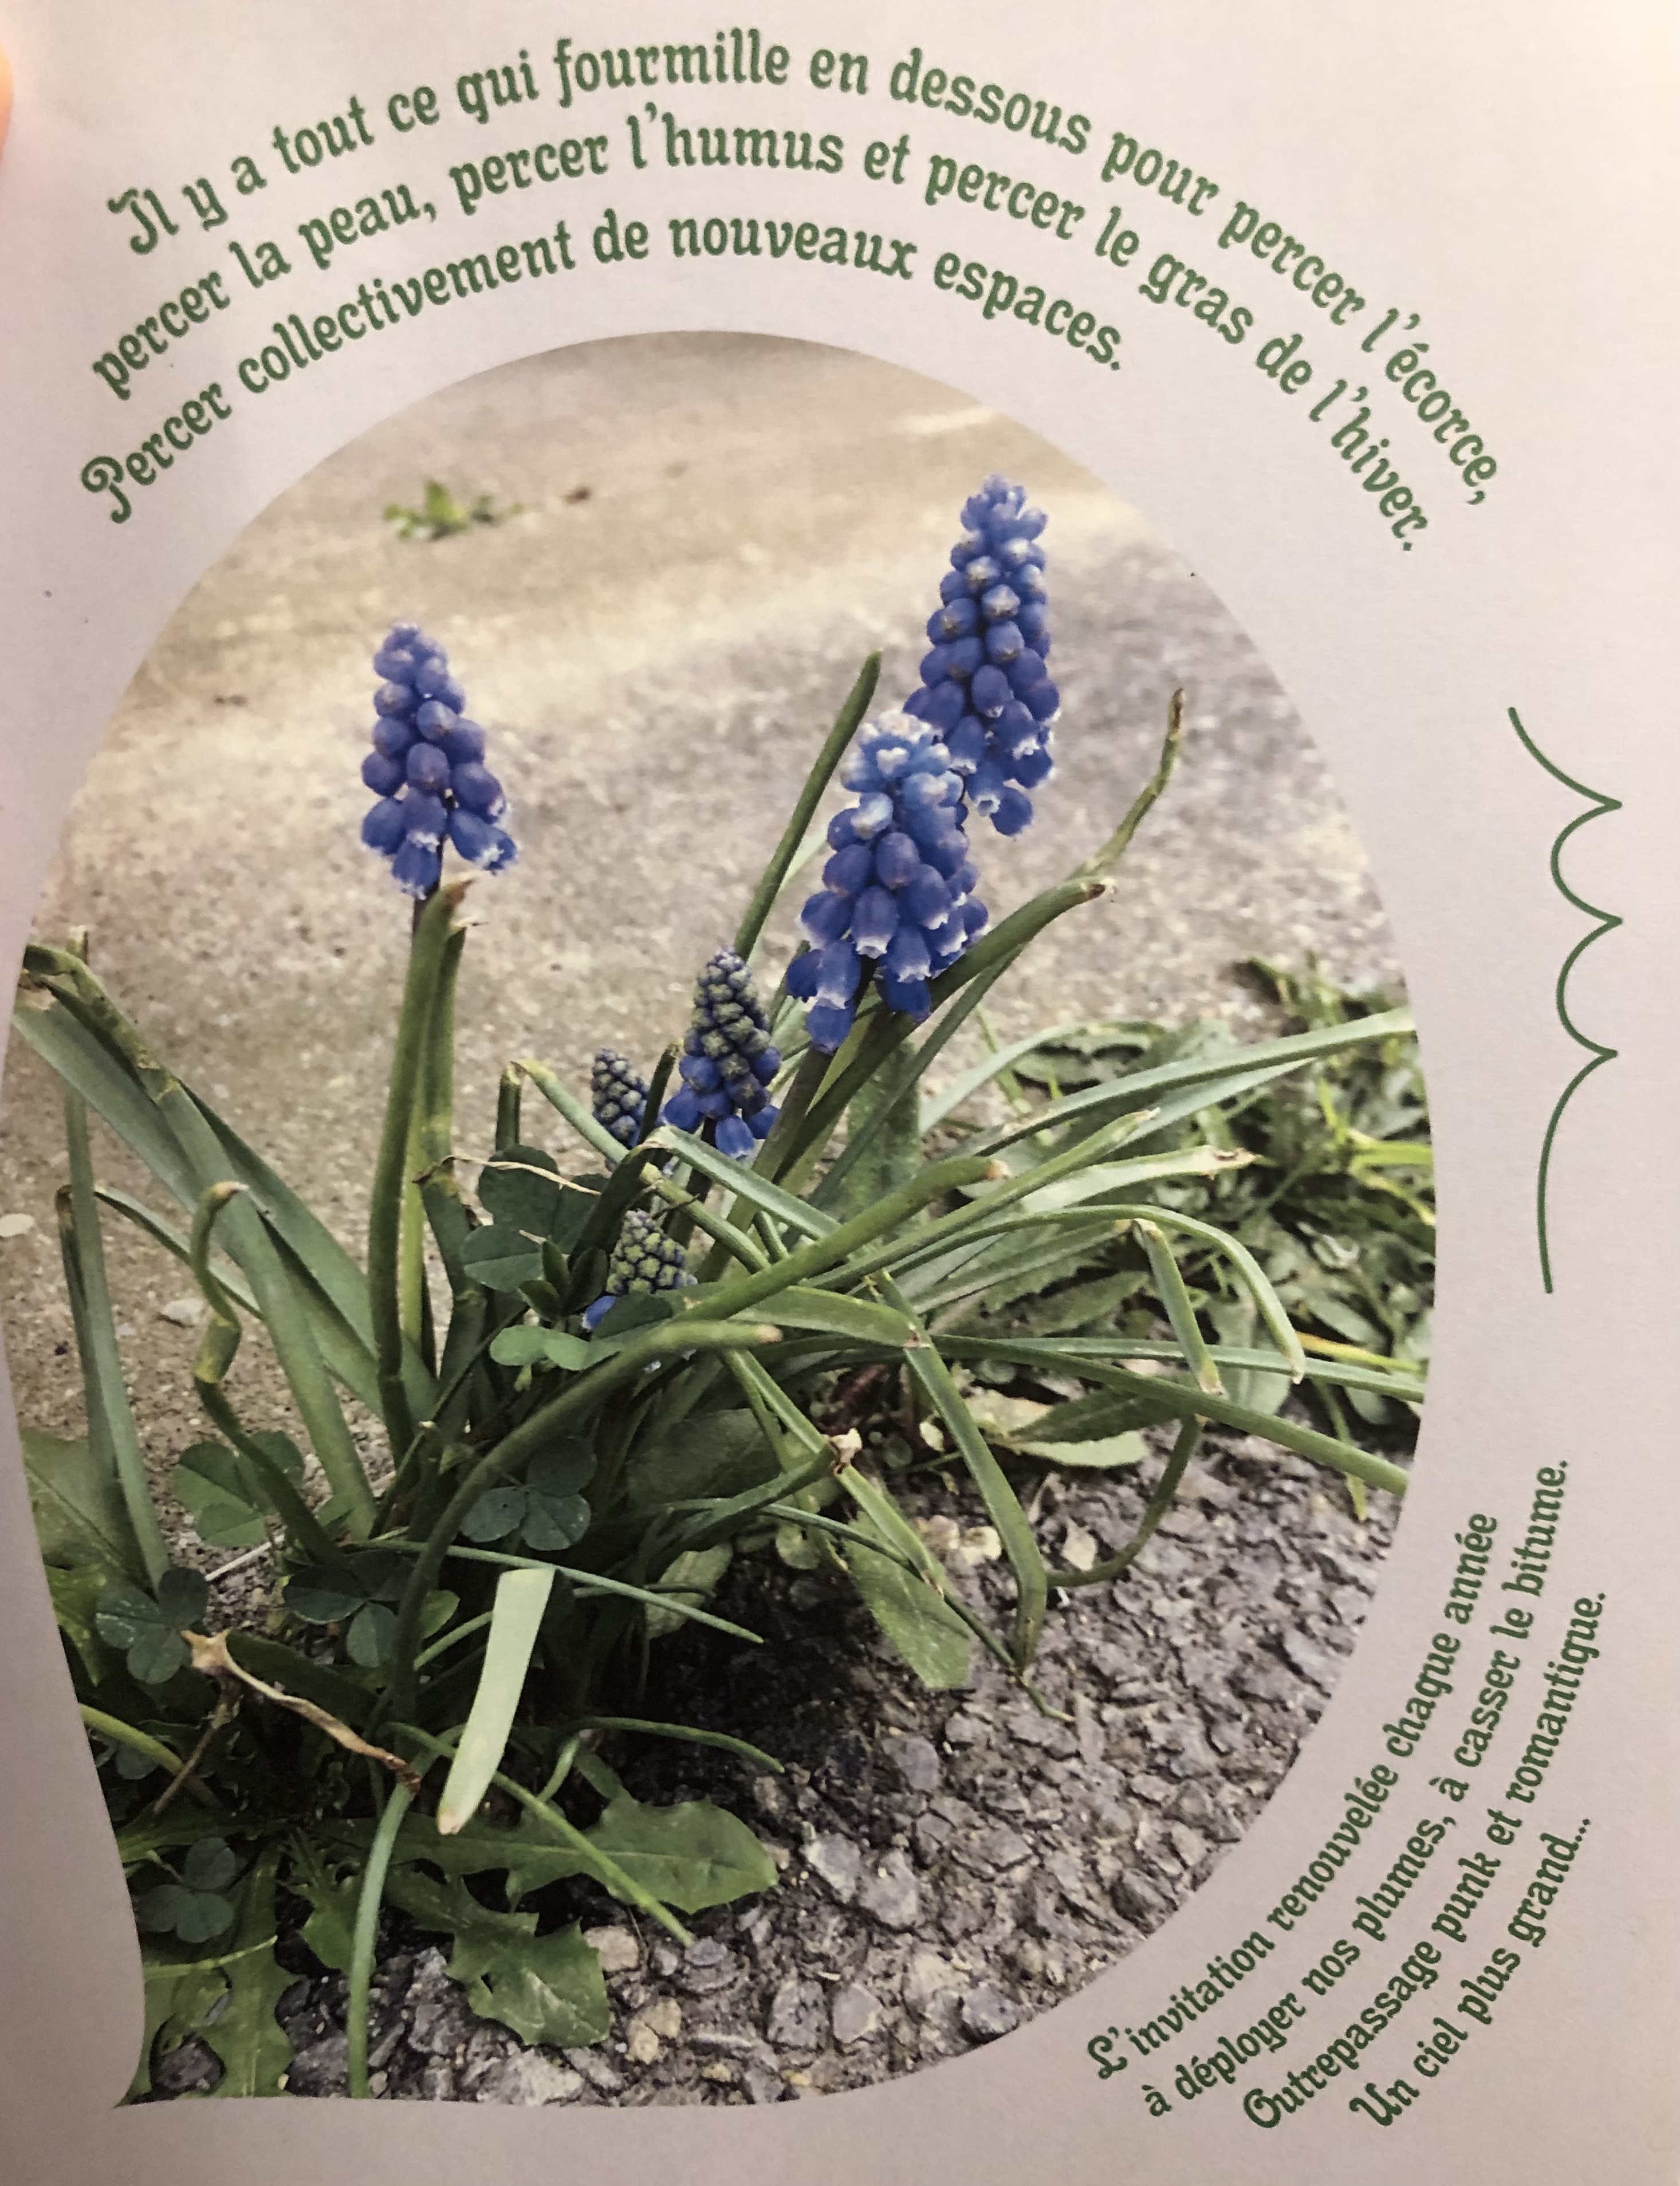 Il y a tout ce qui fourmille en dessous pour percer l'écorce,
percer la peau, percer l'humus et percer le gras de l'hiver.
Percer collectivement de nouveaux espaces.
L'invitation renouvelée chaque année
à déployer nos plumes, à casser le bitume.
Outrepassage punk et romantique.
Un ciel plus grand...